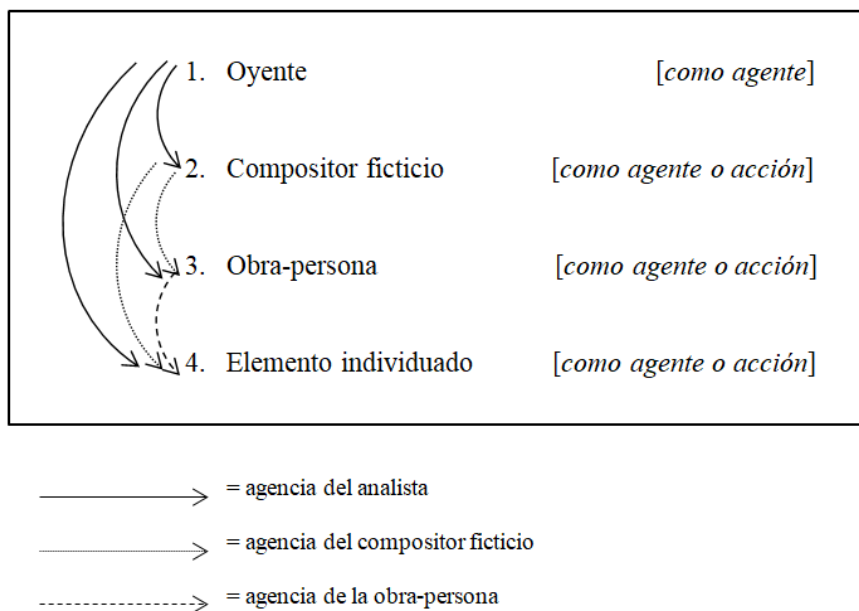 1. Oyente [como agente]
2. Compositor ficticio [como agente o acción]
3. Obra-persona [como agente o acción]
4. Elemento individuado [como agente o acción]
= agencia del analista
= agencia del compositor ficticio
= agencia de la obra-persona